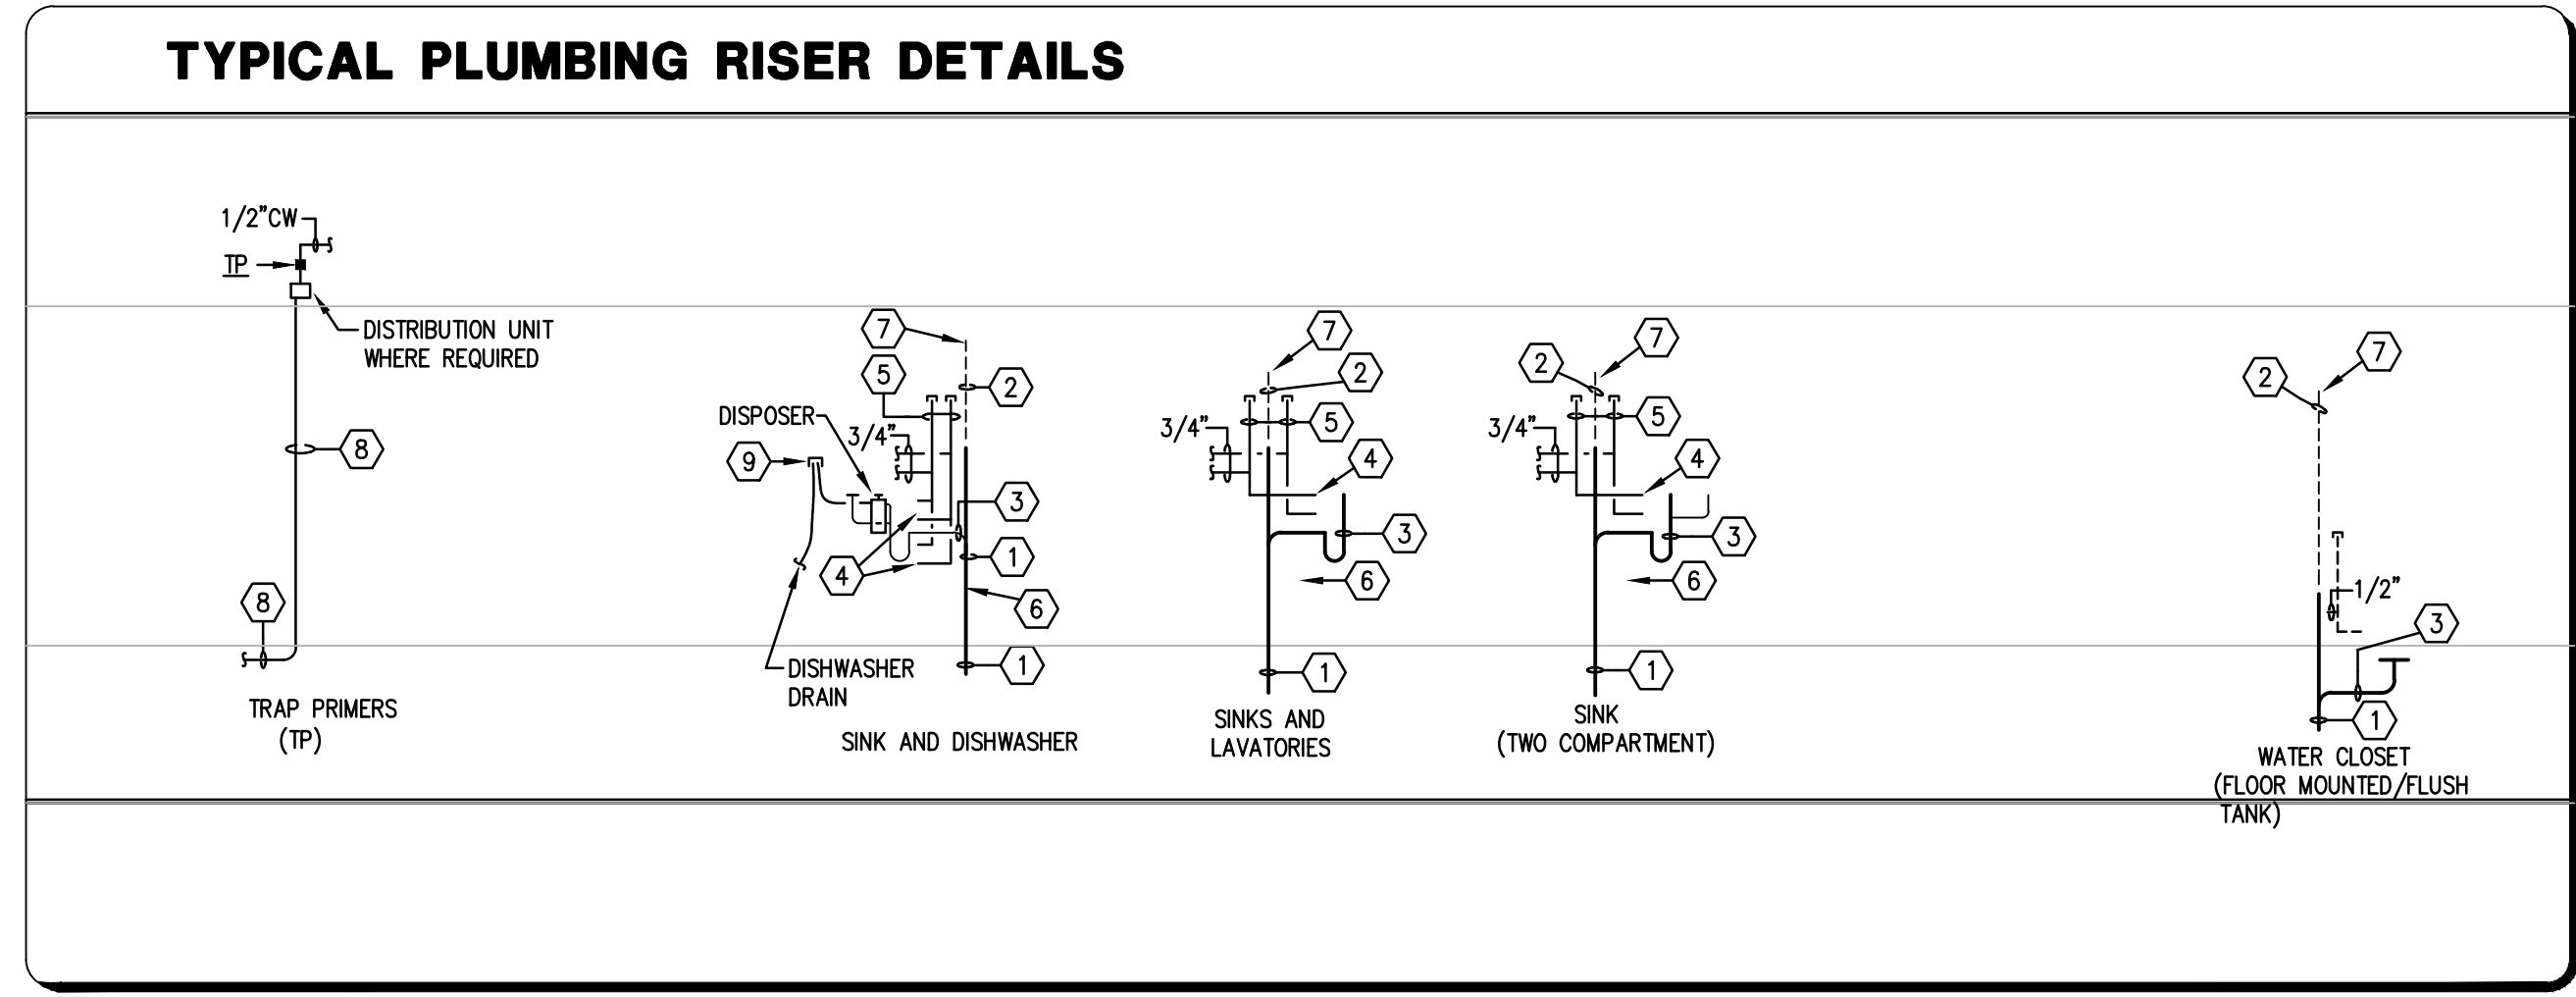 TYPICAL PLUMBING RISER DETAILS
1/2"CW
TP
DISTRIBUTION UNIT
WHERE REQUIRED
8
8
TRAP PRIMERS
(TP)
7
5
2
DISPOSER
3/4"
9
3
1
4
6
1
DISHWASHER
DRAIN
SINK AND DISHWASHER
7
2
5
3/4"
4
3
6
1
SINKS AND
LAVATORIES
7
2
5
3/4"
4
3
6
1
SINK
(TWO COMPARTMENT)
7
2
1/2"
3
1
WATER CLOSET
(FLOOR MOUNTED/FLUSH
TANK)